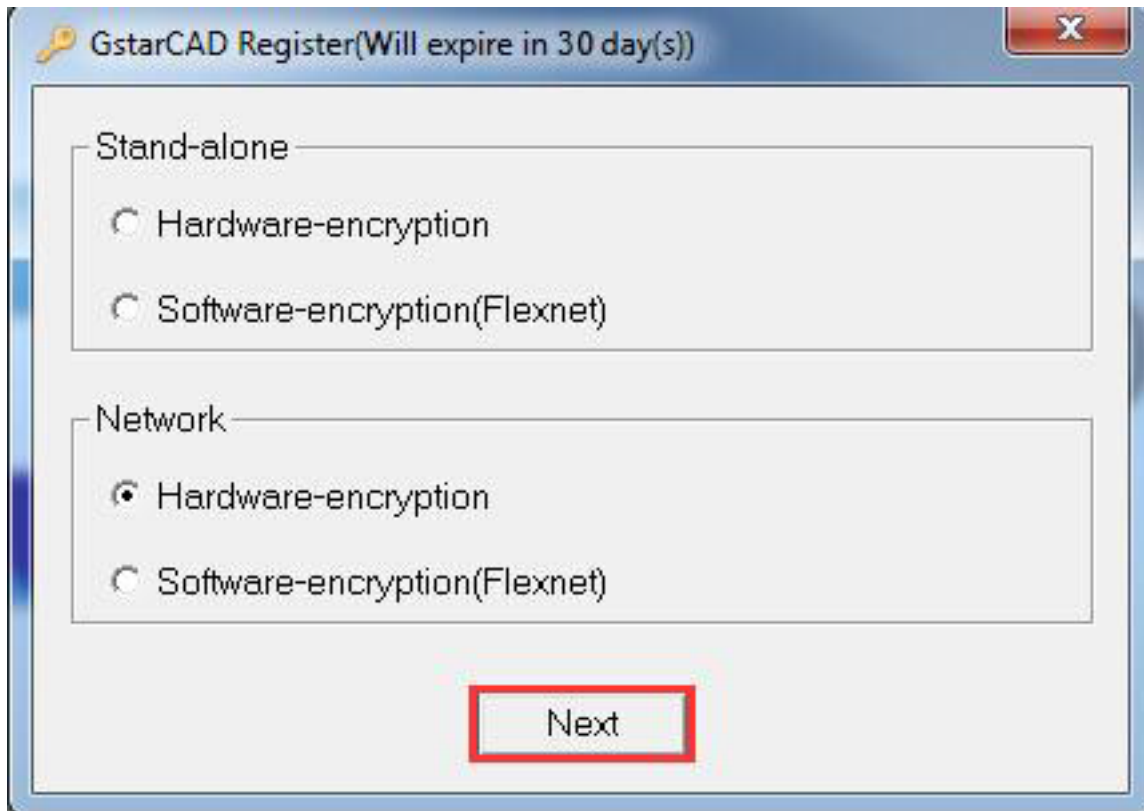 GstarCAD Register(Will expire in 30 day(s))
Stand-alone
Hardware-encryption
Software-encryption(Flexnet)
Network
Hardware-encryption
Software-encryption(Flexnet)
Next